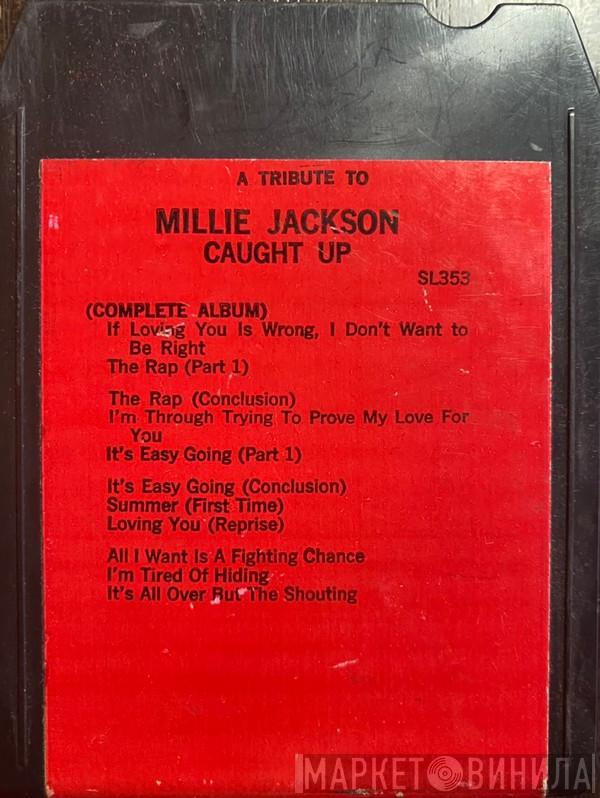 A TRIBUTE TO
MILLIE JACKSON
CAUGHT UP
SL353
(COMPLETE ALBUM)
If Loving You Is Wrong, I Don't Want to
Be Right
The Rap (Part 1)
The Rap (Conclusion)
I'm Through Trying To Prove My Love For
You
It's Easy Going (Part 1)
It's Easy Going (Conclusion)
Summer (First Time)
Loving You (Reprise)
All I Want Is A Fighting Chance
I'm Tired Of Hiding
It's All Over But The Shouting
МАРКЕТ ВИНИЛА